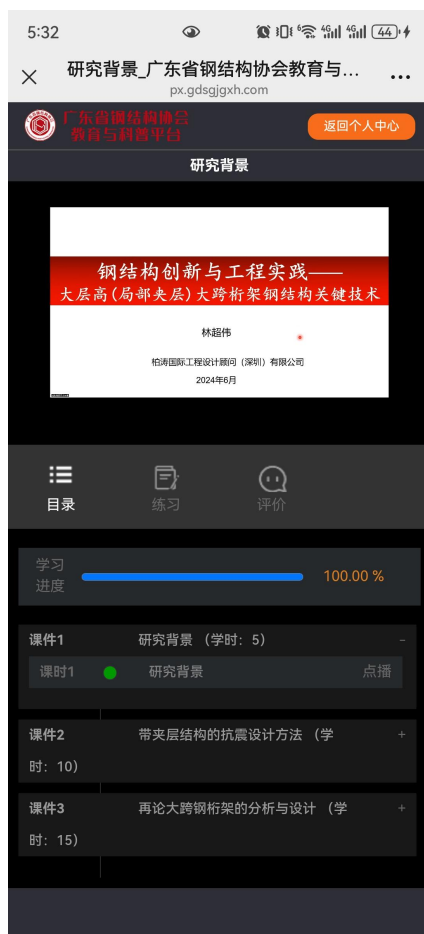 5:32
6 4G 4G 44
研究背景_广东省钢结构协会教育与...
px.gdsgjgxh.com
广东省钢结构协会
教育与科普平台
返回个人中心
研究背景
钢结构创新与工程实践——
大层高(局部夹层)大跨桁架钢结构关键技术
林超伟
柏涛国际工程设计顾问（深圳）有限公司
2024年6月
目录
练习
评价
学习
进度
100.00 %
课件1 研究背景 （学时：5） −
课时1 研究背景 点播
课件2 带夹层结构的抗震设计方法 （学 +
时：10）
课件3 再论大跨钢桁架的分析与设计 （学 +
时：15）